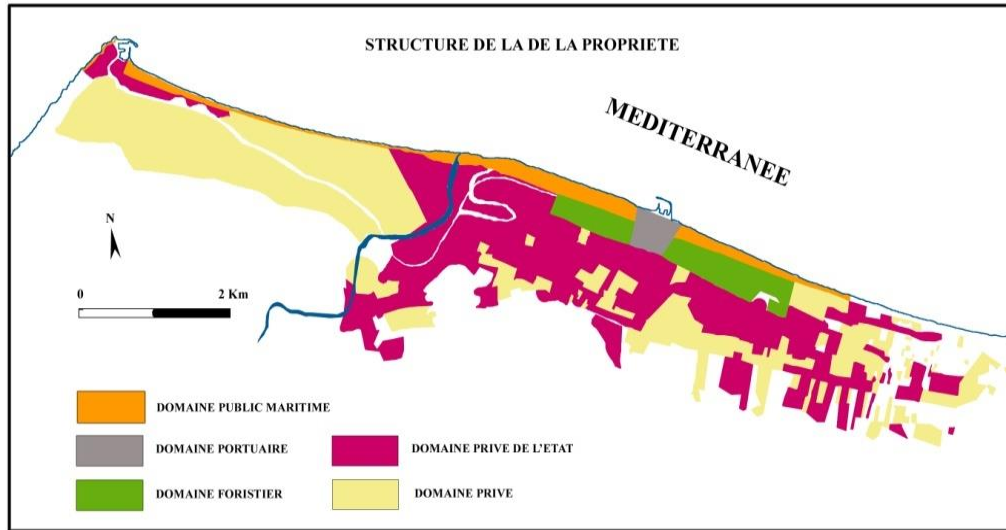 STRUCTURE DE LA DE LA PROPRIETE
MEDITERRANEE
N
0 2 Km
DOMAINE PUBLIC MARITIME
DOMAINE PORTUAIRE
DOMAINE PRIVE DE L'ETAT
DOMAINE FORISTIER
DOMAINE PRIVE